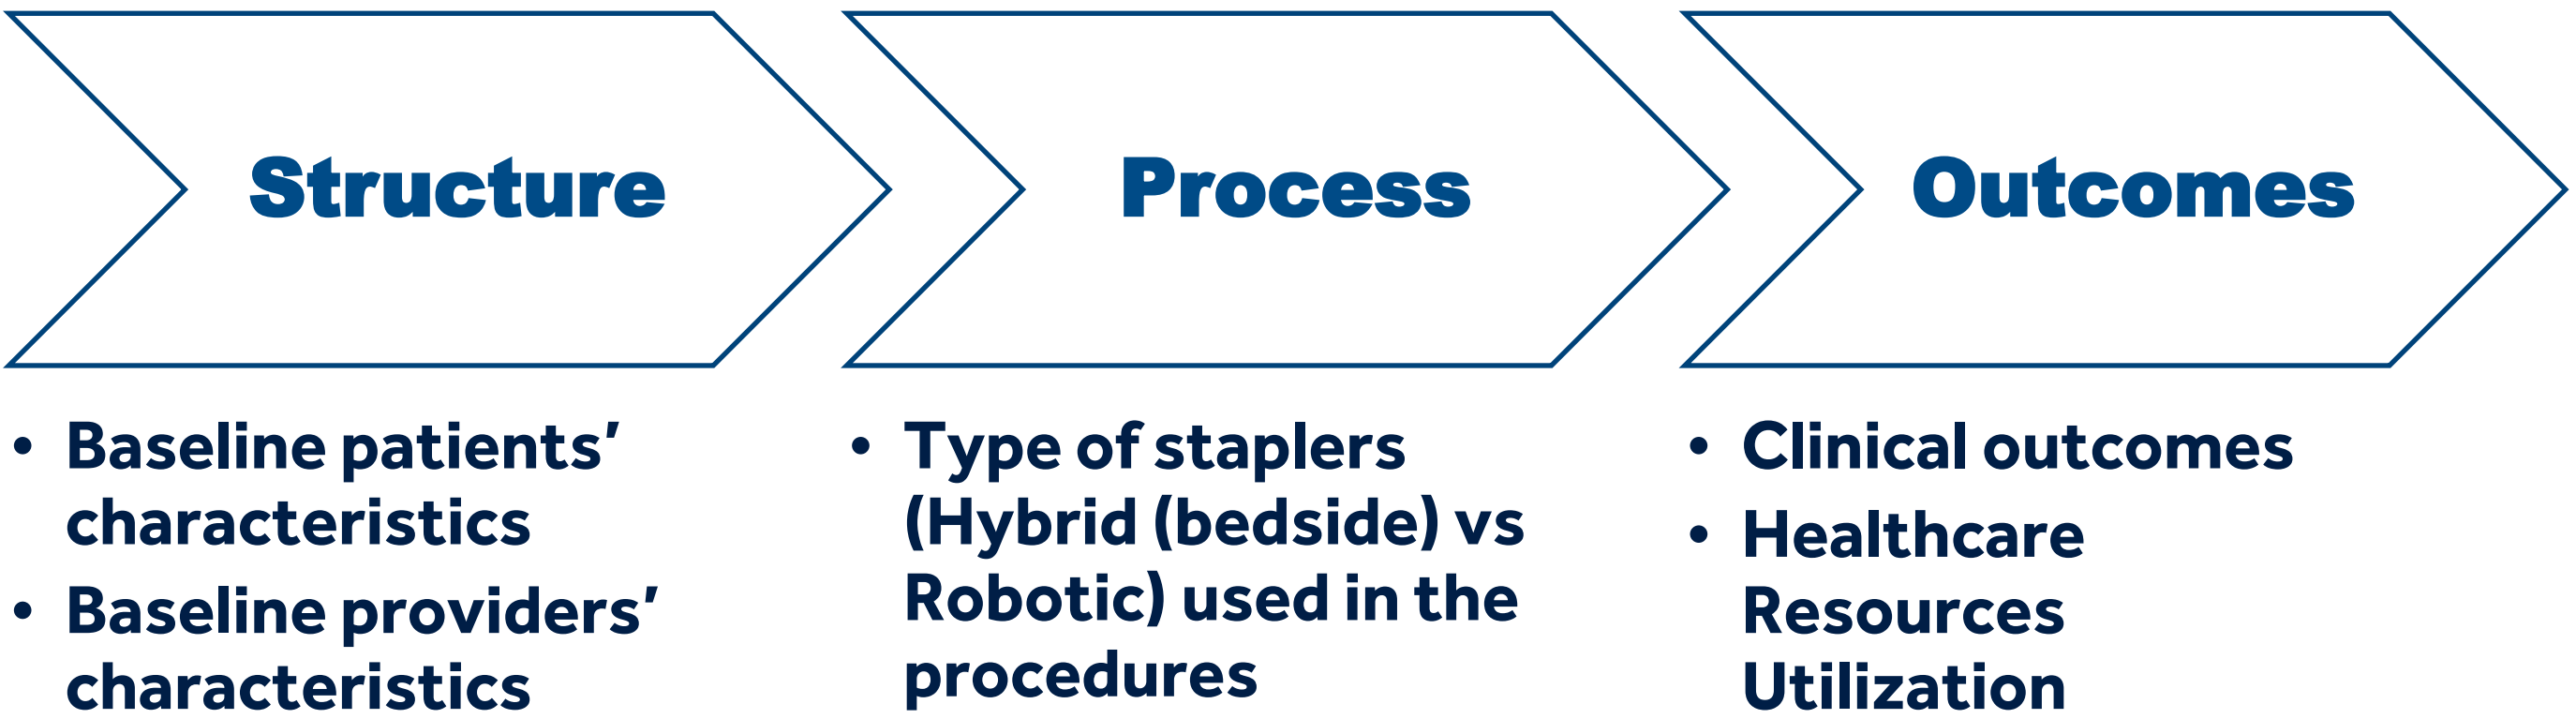 Structure
• Baseline patients’
characteristics
• Baseline providers’
characteristics
Process
• Type of staplers
(Hybrid (bedside) vs
Robotic) used in the
procedures
Outcomes
• Clinical outcomes
• Healthcare
Resources
Utilization